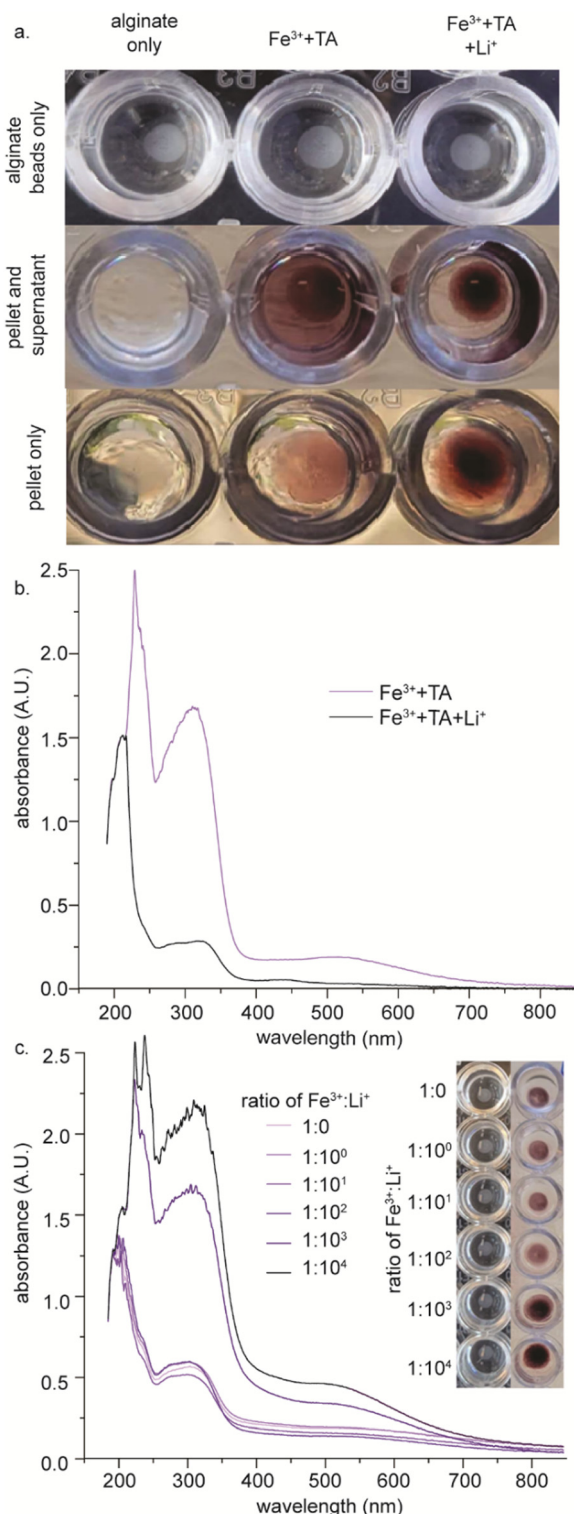 a.
alginate
only
Fe³⁺+TA
Fe³⁺+TA
+Li⁺
alginate
beads only
pellet and
supernatant
pellet only
b.
2.5
2.0
1.5
1.0
0.5
0.0
absorbance (A.U.)
Fe³⁺+TA
Fe³⁺+TA+Li⁺
200 300 400 500 600 700 800
wavelength (nm)
c.
2.5
2.0
1.5
1.0
0.5
0.0
absorbance (A.U.)
ratio of Fe³⁺:Li⁺
1:0
1:10⁰
1:10¹
1:10²
1:10³
1:10⁴
ratio of Fe³⁺:Li⁺
1:0
1:10⁰
1:10¹
1:10²
1:10³
1:10⁴
200 300 400 500 600 700 800
wavelength (nm)